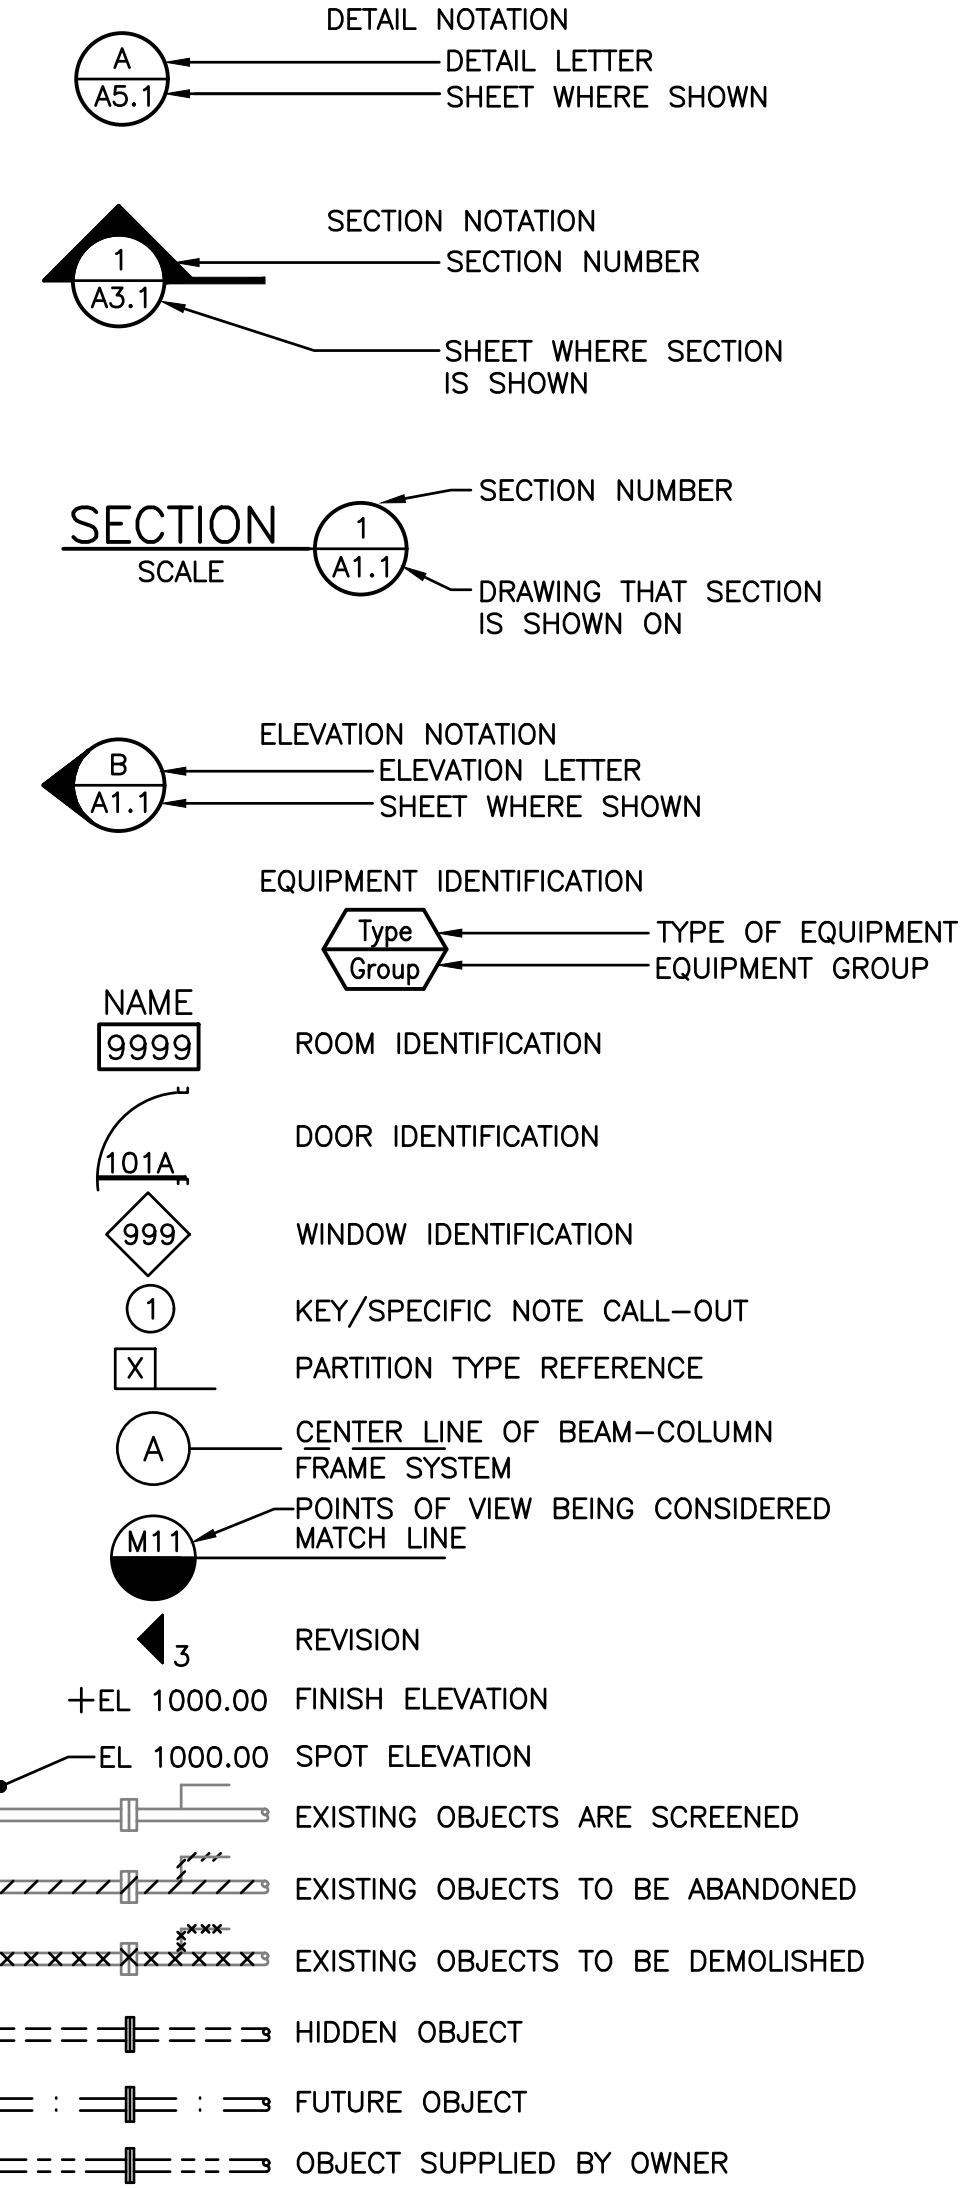 DETAIL NOTATION
A
DETAIL LETTER
A5.1
SHEET WHERE SHOWN
SECTION NOTATION
1
SECTION NUMBER
A3.1
SHEET WHERE SECTION
IS SHOWN
SECTION NUMBER
SECTION
1
SCALE
A1.1
DRAWING THAT SECTION
IS SHOWN ON
ELEVATION NOTATION
B
ELEVATION LETTER
A1.1
SHEET WHERE SHOWN
EQUIPMENT IDENTIFICATION
Type
TYPE OF EQUIPMENT
Group
EQUIPMENT GROUP
NAME
9999
ROOM IDENTIFICATION
DOOR IDENTIFICATION
101A
999
WINDOW IDENTIFICATION
1
KEY/SPECIFIC NOTE CALL-OUT
X
PARTITION TYPE REFERENCE
A
CENTER LINE OF BEAM-COLUMN
FRAME SYSTEM
POINTS OF VIEW BEING CONSIDERED
M11
MATCH LINE
3
REVISION
+EL 1000.00 FINISH ELEVATION
EL 1000.00 SPOT ELEVATION
EXISTING OBJECTS ARE SCREENED
EXISTING OBJECTS TO BE ABANDONED
EXISTING OBJECTS TO BE DEMOLISHED
HIDDEN OBJECT
FUTURE OBJECT
OBJECT SUPPLIED BY OWNER